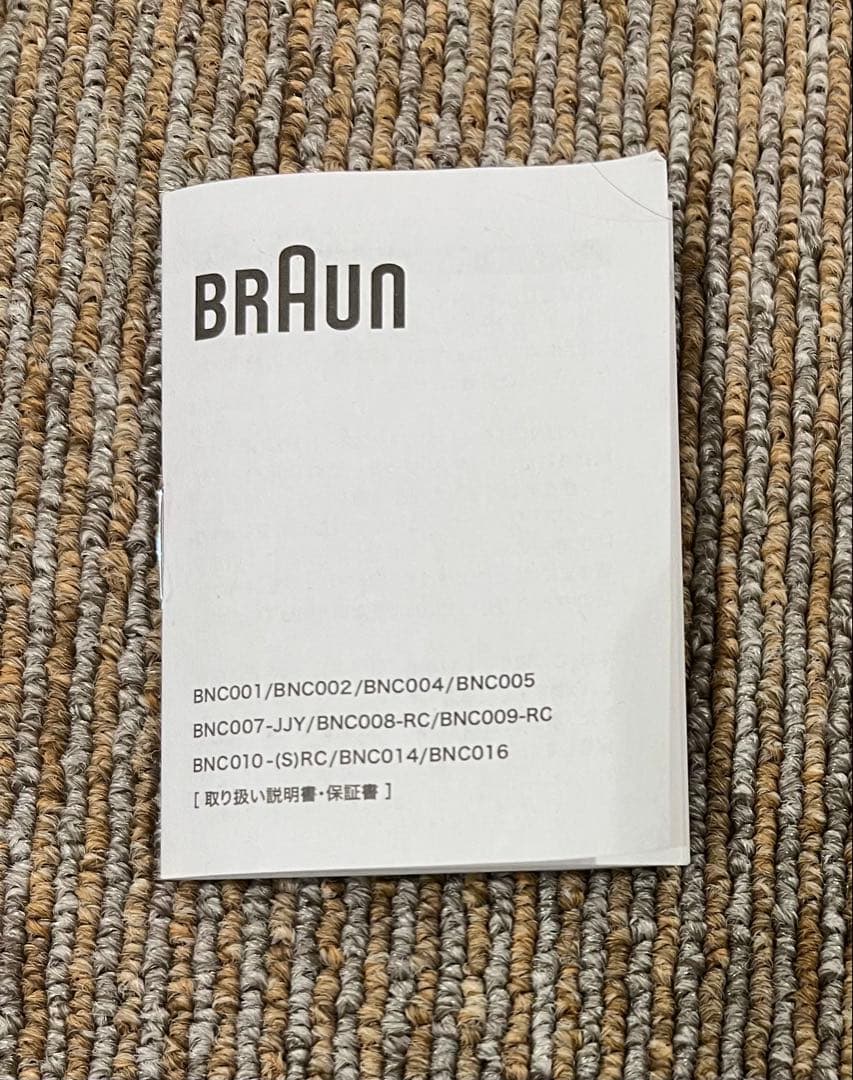 BRAUN
BNC001/BNC002/BNC004/BNC005
BNC007-JJY/BNC008-RC/BNC009-RC
BNC010-(S)RC/BNC014/BNC016
[ 取り扱い説明書・保証書 ]